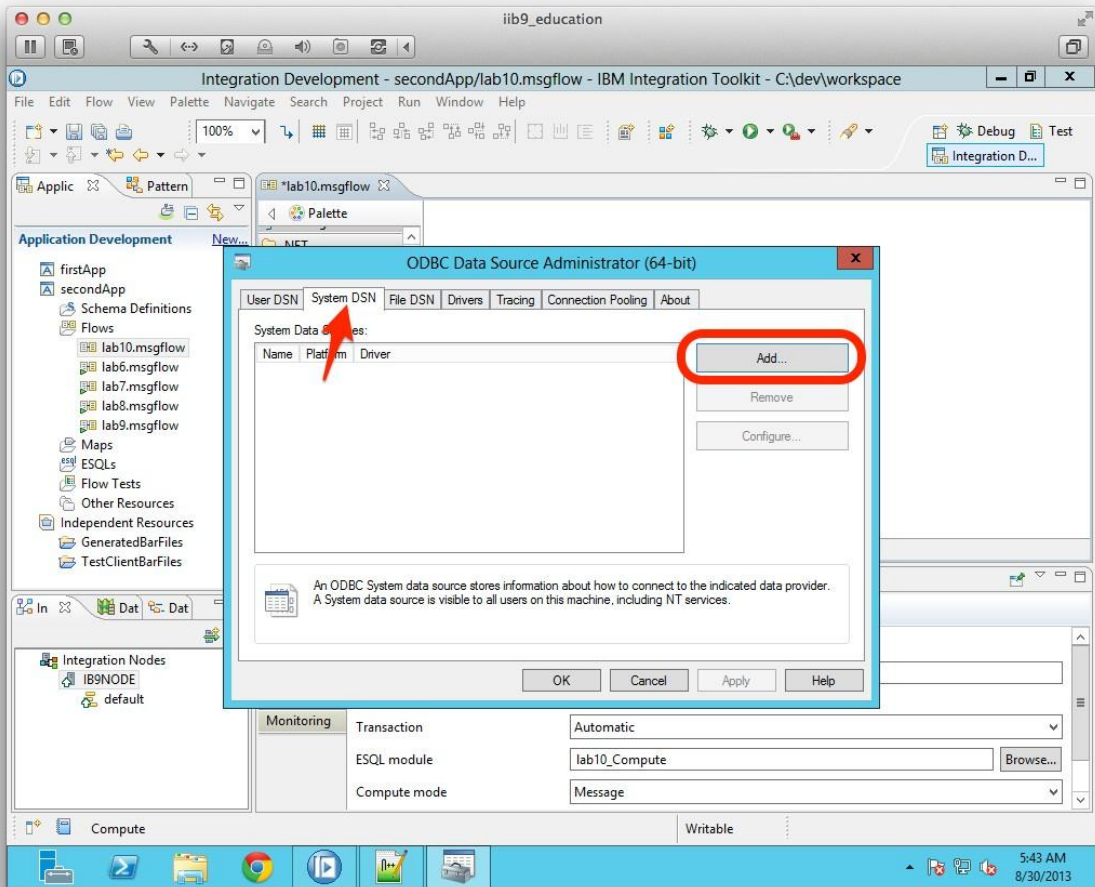 iib9_education
Integration Development - secondApp/lab10.msgflow - IBM Integration Toolkit - C:\dev\workspace
File Edit Flow View Palette Navigate Search Project Run Window Help
100%
Debug Test
Integration D...
Applic Pattern
*lab10.msgflow
Palette
Application Development New...
.NET
ODBC Data Source Administrator (64-bit)
firstApp
secondApp
Schema Definitions
Flows
lab10.msgflow
lab6.msgflow
lab7.msgflow
lab8.msgflow
lab9.msgflow
Maps
ESQLs
Flow Tests
Other Resources
Independent Resources
GeneratedBarFiles
TestClientBarFiles
User DSN System DSN File DSN Drivers Tracing Connection Pooling About
System Data
Name Driver
Add...
Remove
Configure...
An ODBC System data source stores information about how to connect to the indicated data provider.
A System data source is visible to all users on this machine, including NT services.
OK Cancel Apply Help
In Dat Dat
Integration Nodes
IB9NODE
default
Monitoring
Transaction Automatic
ESQL module lab10_Compute Browse...
Compute mode Message
Compute Writable
5:43 AM
8/30/2013